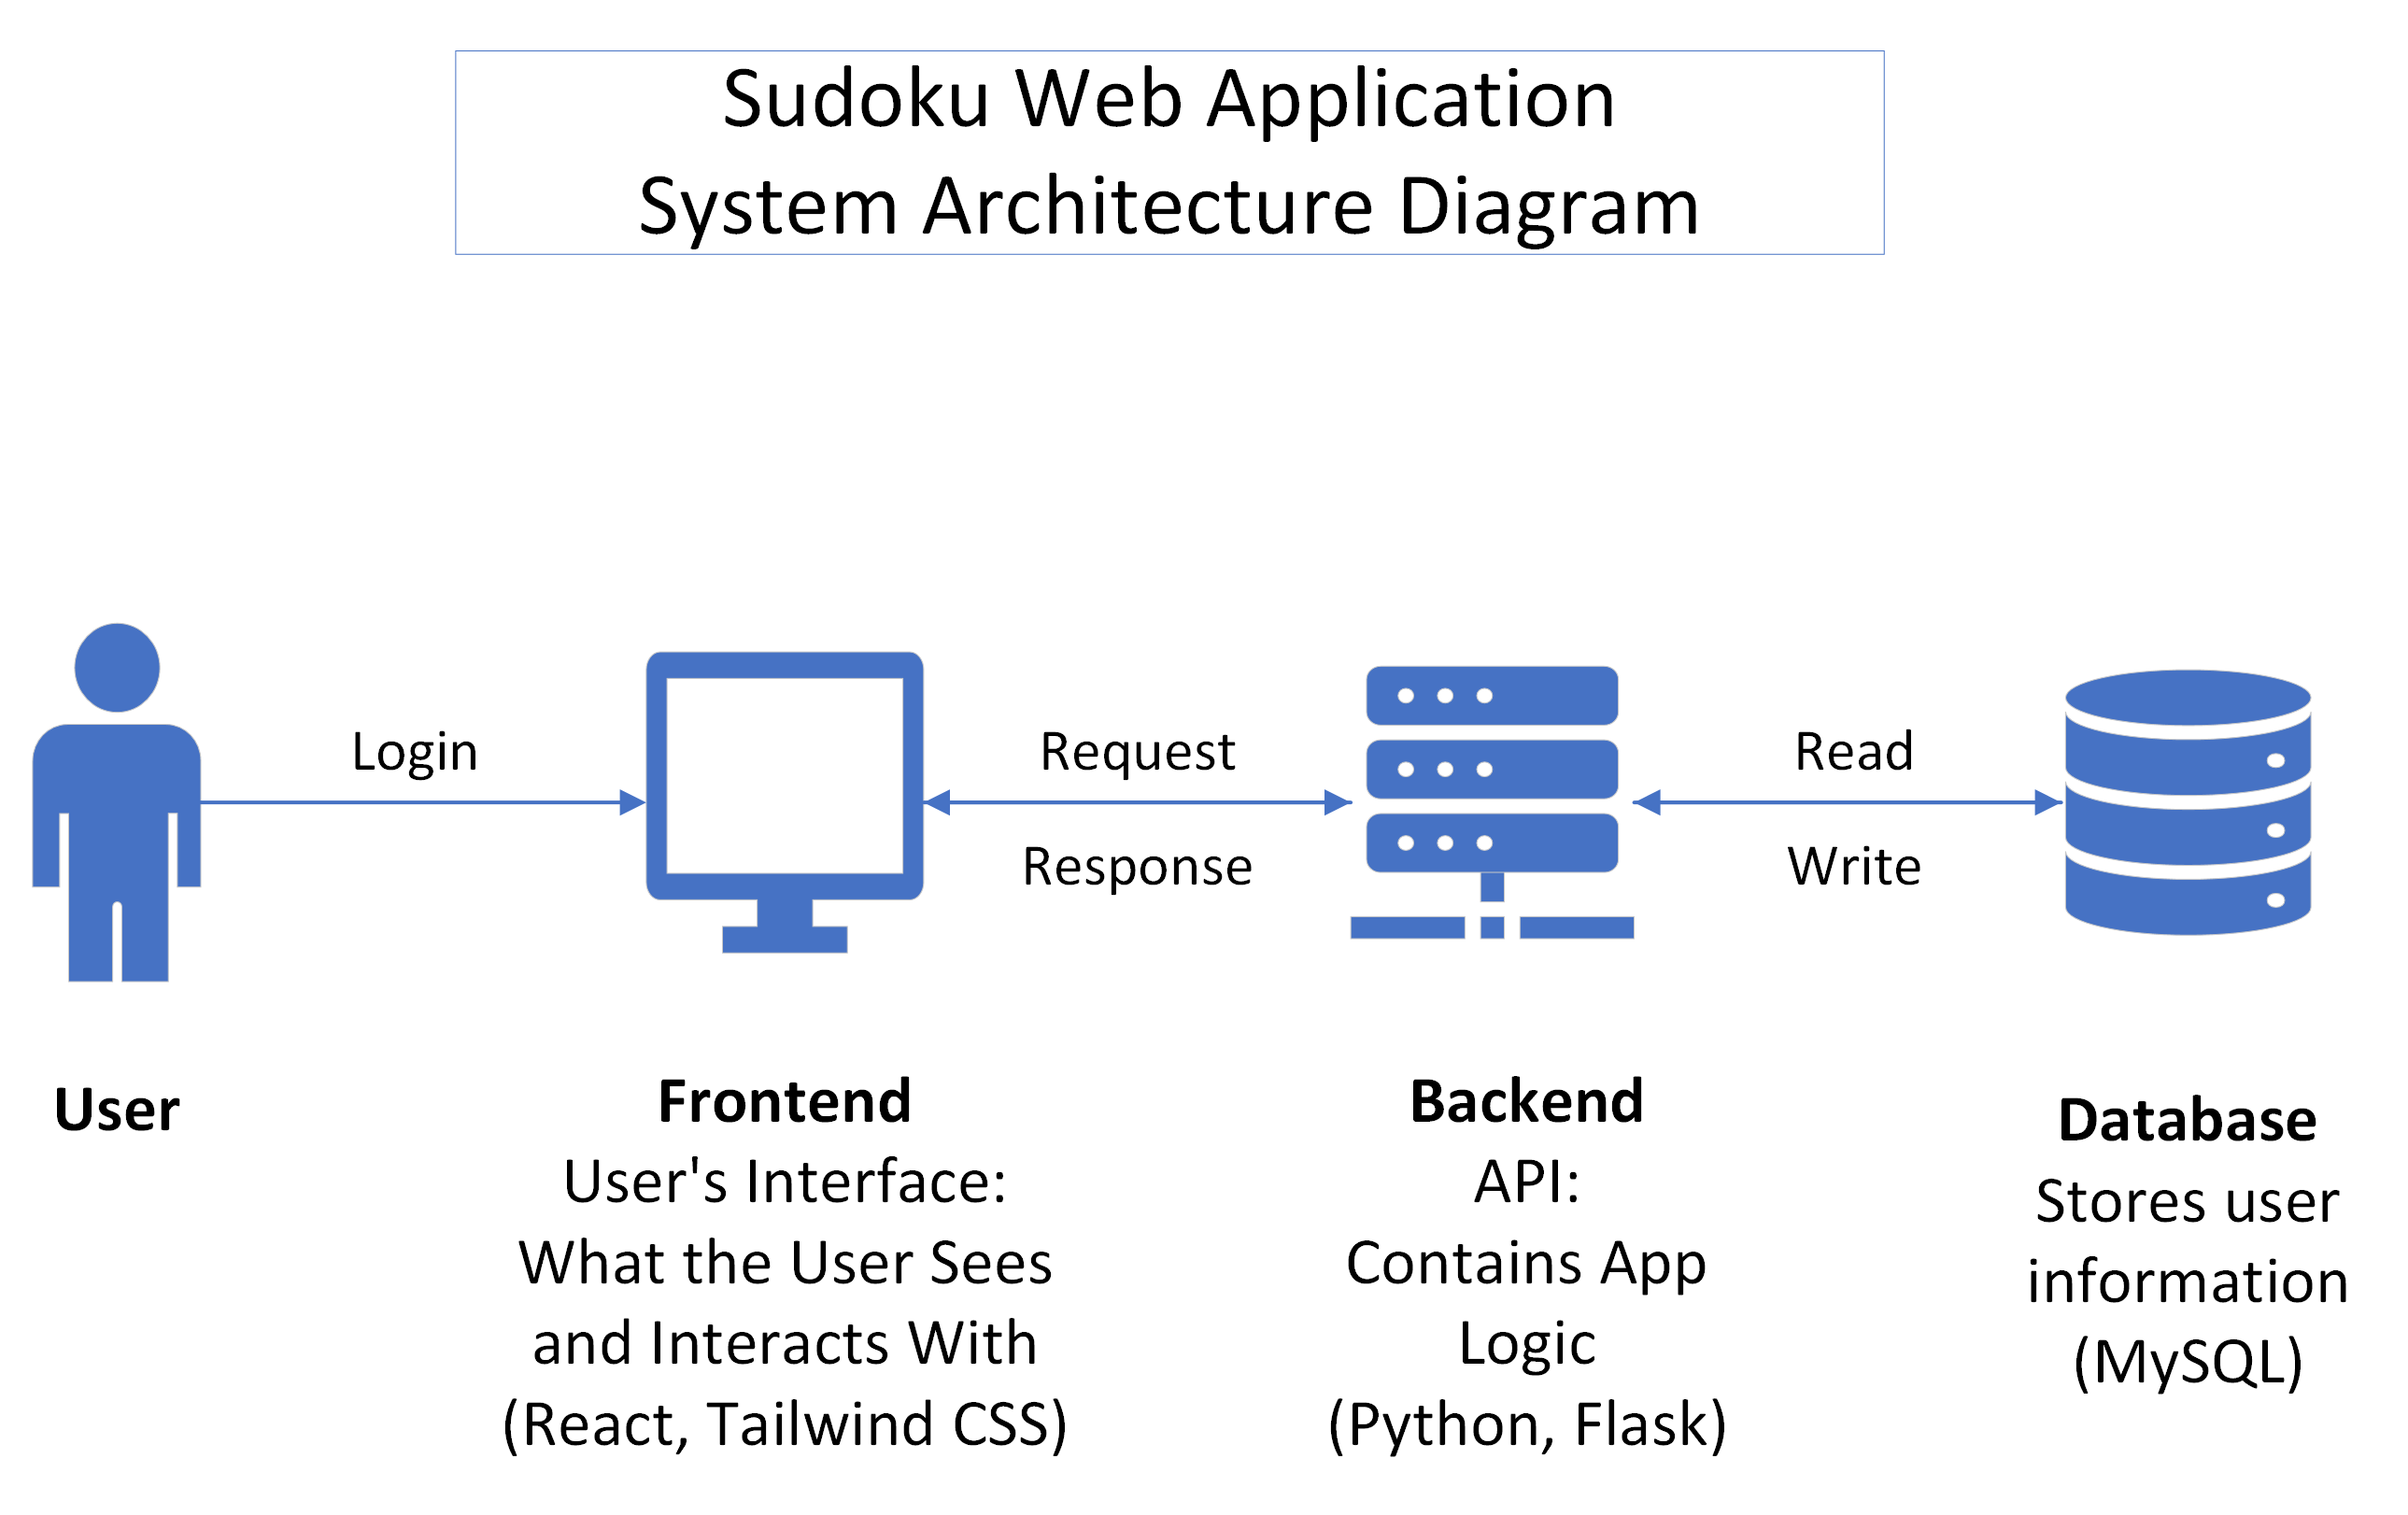 Sudoku Web Application
System Architecture Diagram
Login
Request
Response
Read
Write
User
Frontend
User's Interface:
What the User Sees
and Interacts With
(React, Tailwind CSS)
Backend
API:
Contains App
Logic
(Python, Flask)
Database
Stores user
information
(MySQL)